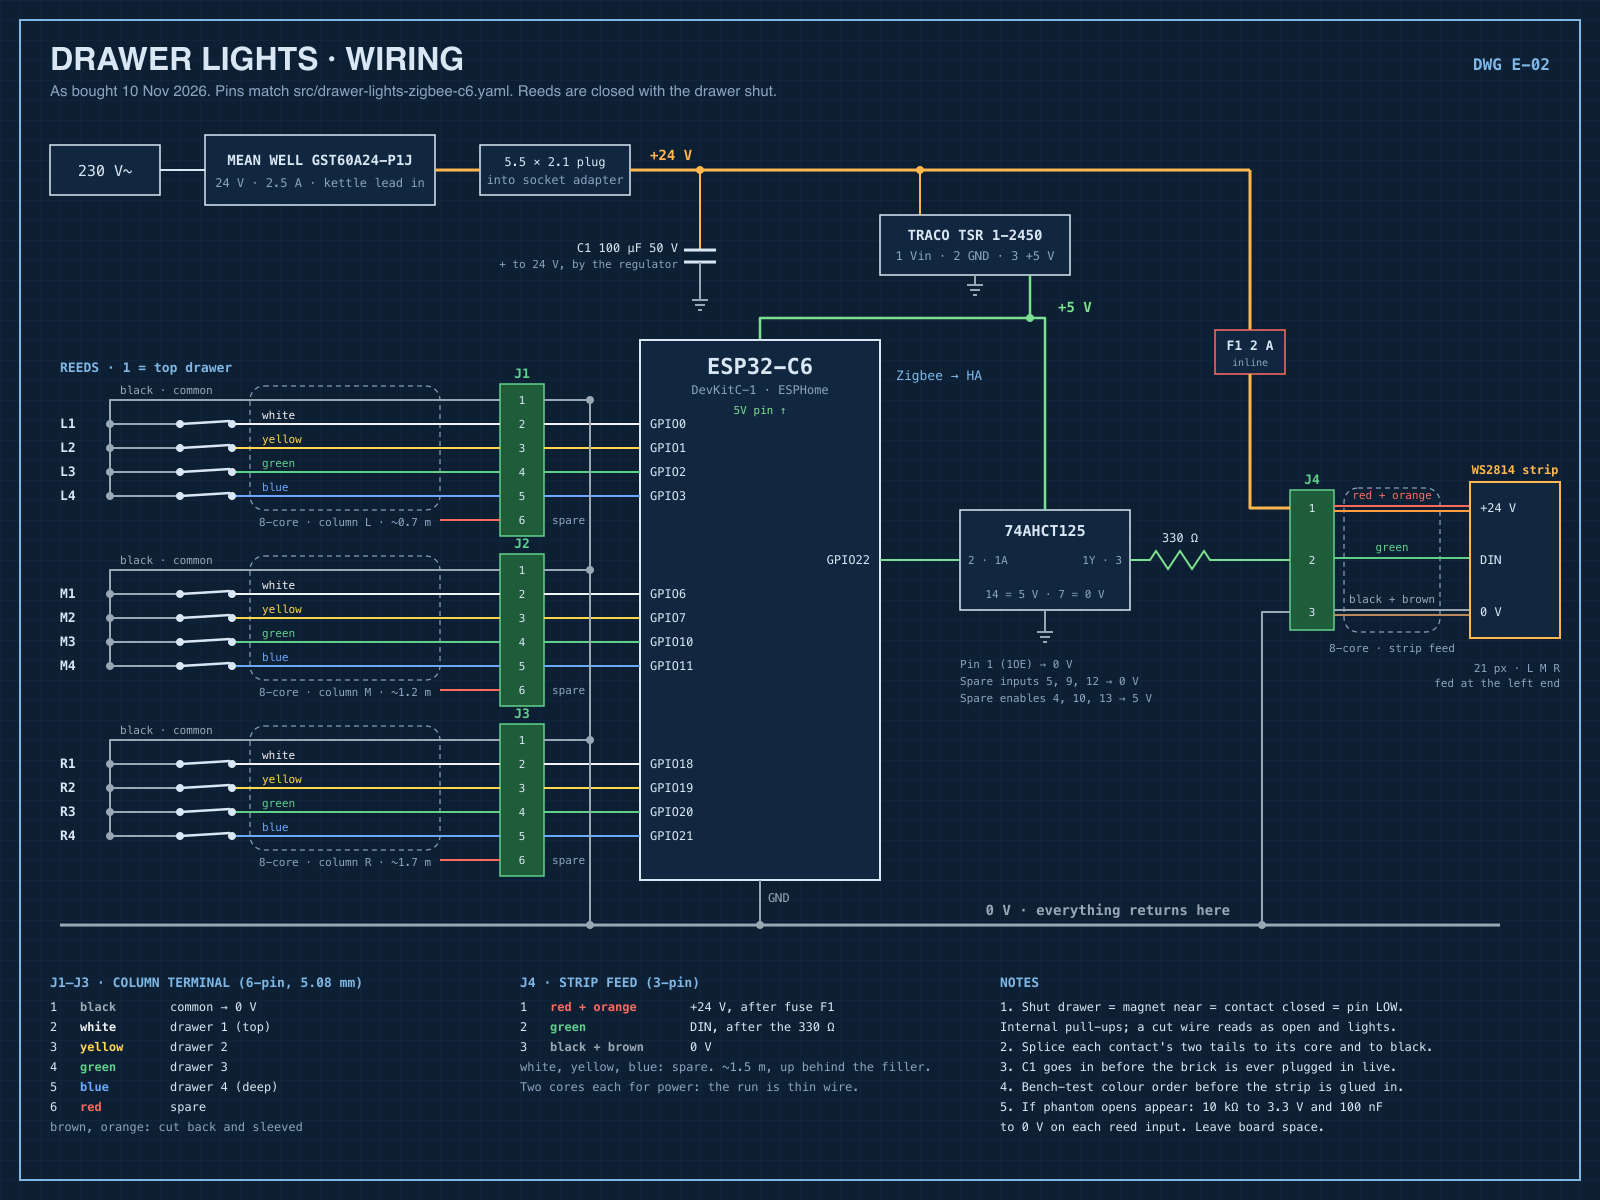 DRAWER LIGHTS · WIRING
DWG E-02
As bought 10 Nov 2026. Pins match src/drawer-lights-zigbee-c6.yaml. Reeds are closed with the drawer shut.
230 V~
MEAN WELL GST60A24-P1J
24 V · 2.5 A · kettle lead in
5.5 × 2.1 plug
into socket adapter
+24 V
C1 100 µF 50 V
+ to 24 V, by the regulator
TRACO TSR 1-2450
1 Vin · 2 GND · 3 +5 V
+5 V
F1 2 A
inline
REEDS · 1 = top drawer
J1
black · common
1
L1
white
2
GPIO0
L2
yellow
3
GPIO1
L3
green
4
GPIO2
L4
blue
5
GPIO3
8-core · column L · ~0.7 m
6
spare
J2
black · common
1
M1
white
2
GPIO6
M2
yellow
3
GPIO7
M3
green
4
GPIO10
M4
blue
5
GPIO11
8-core · column M · ~1.2 m
6
spare
J3
black · common
1
R1
white
2
GPIO18
R2
yellow
3
GPIO19
R3
green
4
GPIO20
R4
blue
5
GPIO21
8-core · column R · ~1.7 m
6
spare
ESP32-C6
DevKitC-1 · ESPHome
5V pin ↑
Zigbee → HA
GPIO22
GND
74AHCT125
2 · 1A
1Y · 3
14 = 5 V · 7 = 0 V
330 Ω
Pin 1 (1OE) → 0 V
Spare inputs 5, 9, 12 → 0 V
Spare enables 4, 10, 13 → 5 V
J4
WS2814 strip
1
red + orange
+24 V
2
green
DIN
3
black + brown
0 V
8-core · strip feed
21 px · L M R
fed at the left end
0 V · everything returns here
J1–J3 · COLUMN TERMINAL (6-pin, 5.08 mm)
1 black common → 0 V
2 white drawer 1 (top)
3 yellow drawer 2
4 green drawer 3
5 blue drawer 4 (deep)
6 red spare
brown, orange: cut back and sleeved
J4 · STRIP FEED (3-pin)
1 red + orange +24 V, after fuse F1
2 green DIN, after the 330 Ω
3 black + brown 0 V
white, yellow, blue: spare. ~1.5 m, up behind the filler.
Two cores each for power: the run is thin wire.
NOTES
1. Shut drawer = magnet near = contact closed = pin LOW.
Internal pull-ups; a cut wire reads as open and lights.
2. Splice each contact's two tails to its core and to black.
3. C1 goes in before the brick is ever plugged in live.
4. Bench-test colour order before the strip is glued in.
5. If phantom opens appear: 10 kΩ to 3.3 V and 100 nF
to 0 V on each reed input. Leave board space.